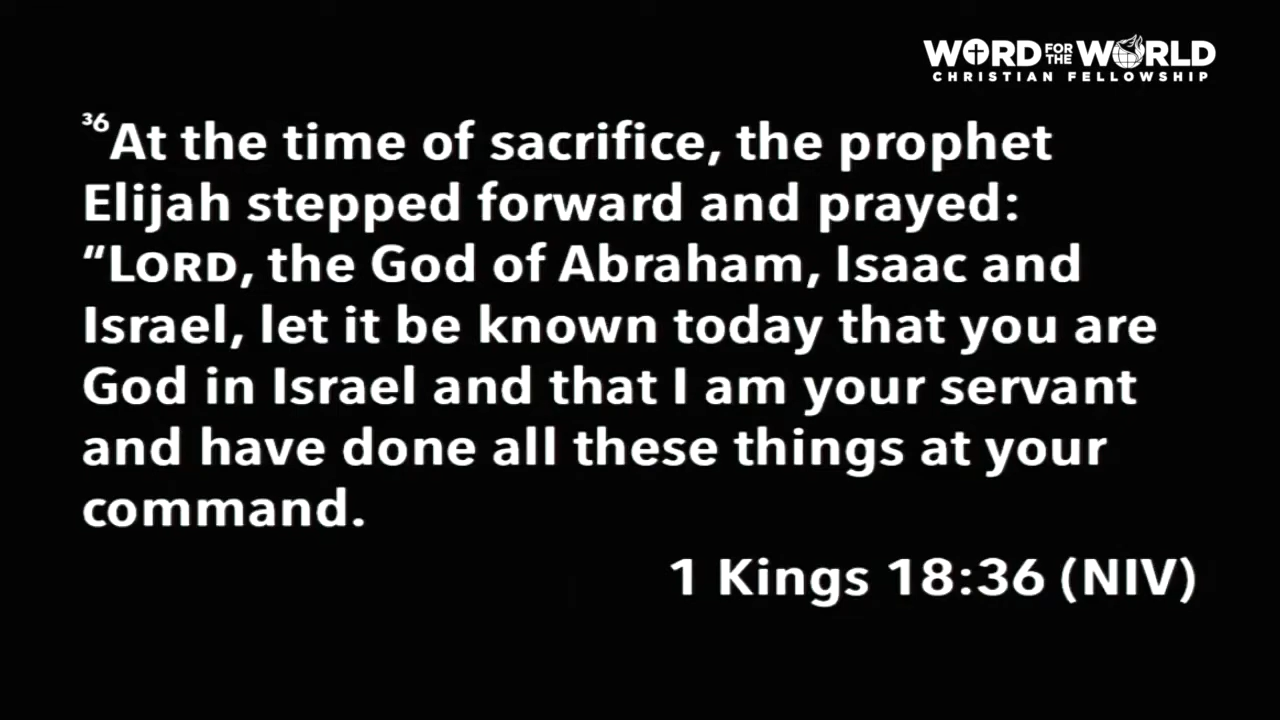 WORD FOR THE WORLD
CHRISTIAN FELLOWSHIP
³⁶At the time of sacrifice, the prophet
Elijah stepped forward and prayed:
“LORD, the God of Abraham, Isaac and
Israel, let it be known today that you are
God in Israel and that I am your servant
and have done all these things at your
command.
1 Kings 18:36 (NIV)